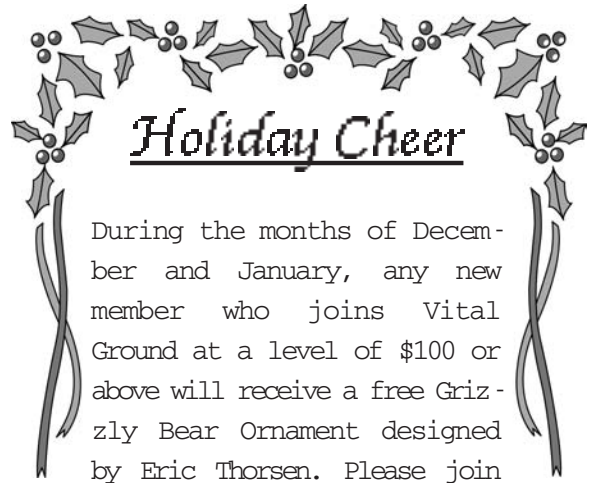 Holiday Cheer
During the months of Decem-
ber and January, any new
member who joins Vital
Ground at a level of $100 or
above will receive a free Griz-
zly Bear Ornament designed
by Eric Thorsen. Please join